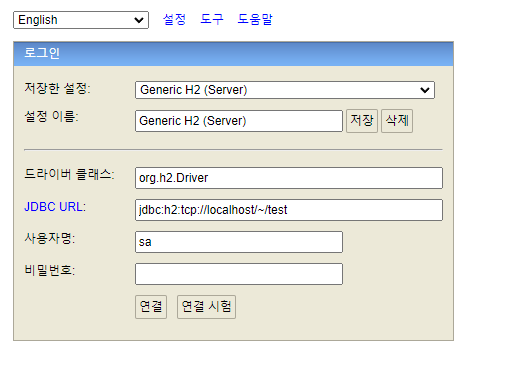 English 설정 도구 도움말
로그인
저장한 설정: Generic H2 (Server)
설정 이름: Generic H2 (Server) 저장 삭제
드라이버 클래스: org.h2.Driver
JDBC URL: jdbc:h2:tcp://localhost/~/test
사용자명: sa
비밀번호:
연결 연결 시험